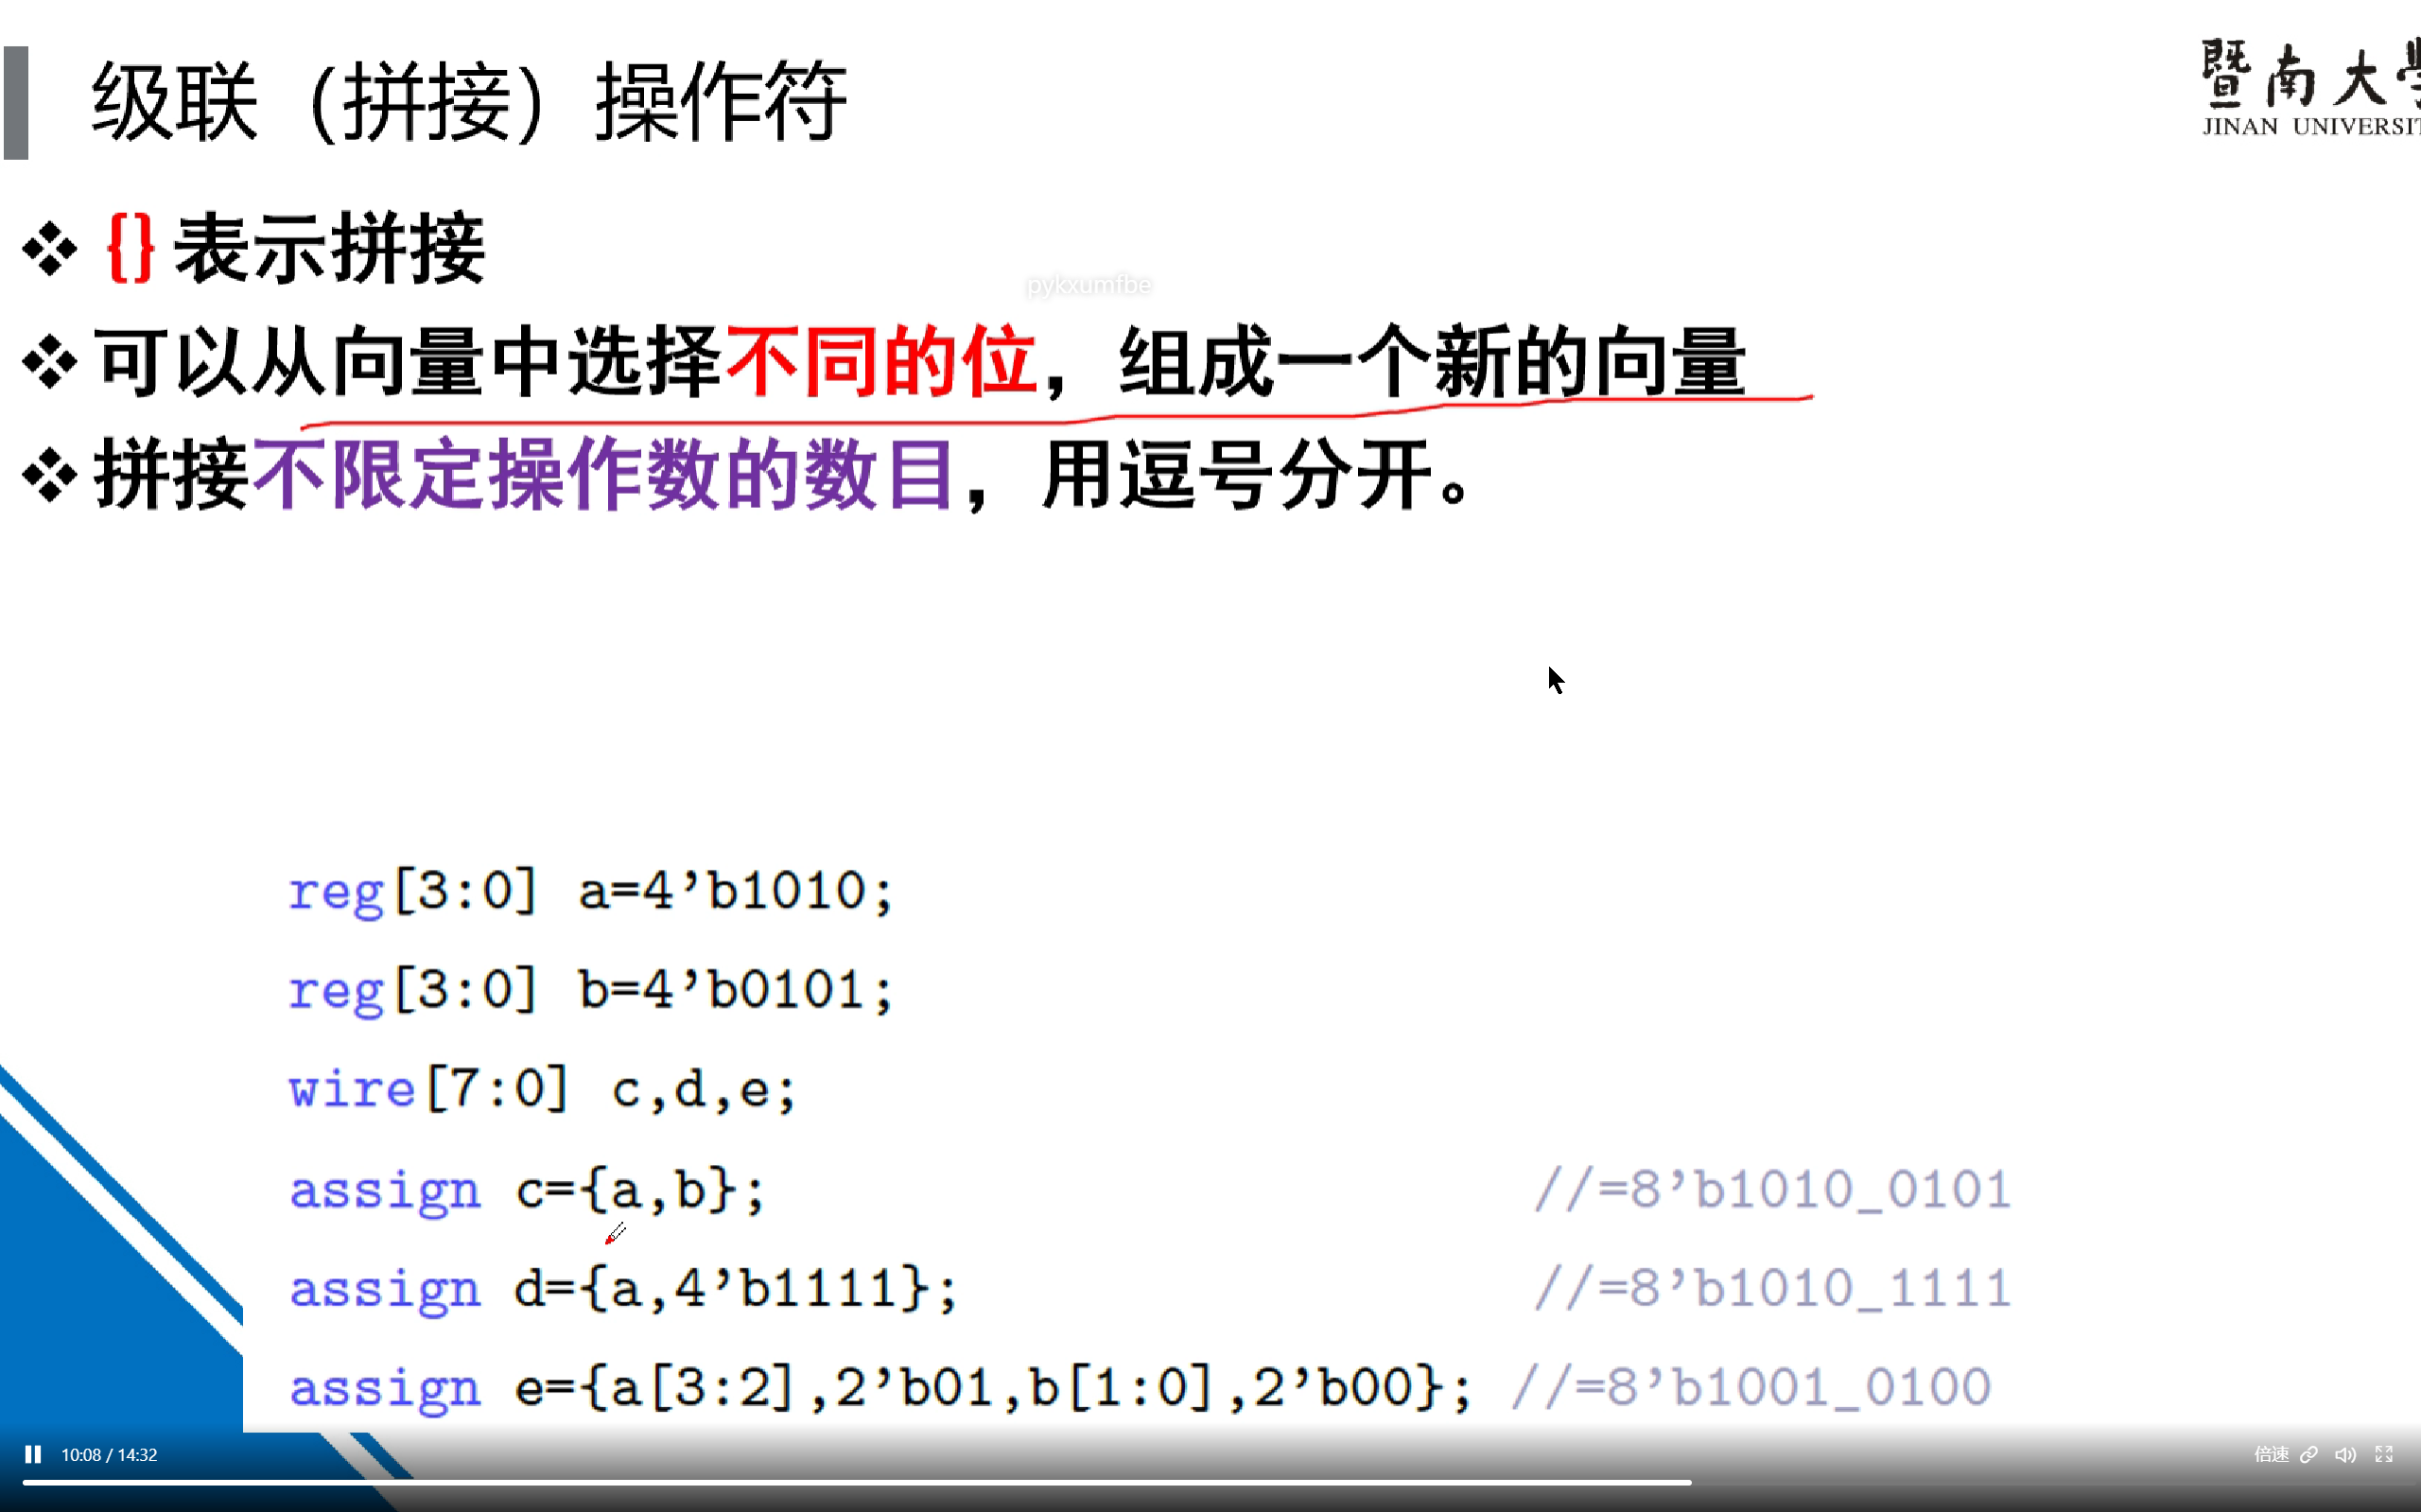 级联（拼接）操作符
暨南大學
JINAN UNIVERSIT
{} 表示拼接
pykxumfbe
可以从向量中选择不同的位，组成一个新的向量
拼接不限定操作数的数目，用逗号分开。
reg[3:0] a=4’b1010;
reg[3:0] b=4’b0101;
wire[7:0] c,d,e;
assign c={a,b}; //=8’b1010_0101
assign d={a,4’b1111}; //=8’b1010_1111
assign e={a[3:2],2’b01,b[1:0],2’b00}; //=8’b1001_0100
10:08 / 14:32
倍速